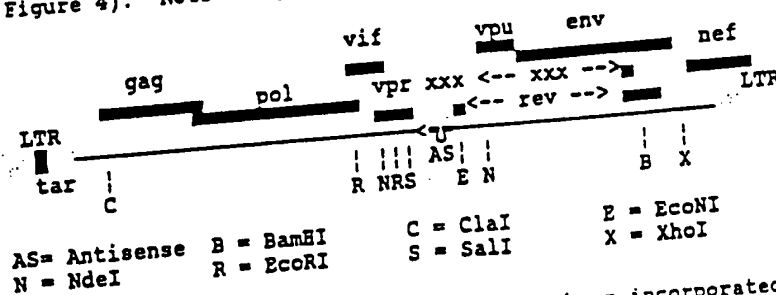 Figure 4).
vif vpu env nef
gag pol vpr xxx <-- xxx -->
<-- rev --> LTR
LTR
tar C R NRS AS E N B X
AS= Antisense B = BamHI C = ClaI E = EcoNI
N = NdeI R = EcoRI S = SalI X = XhoI
incorporated